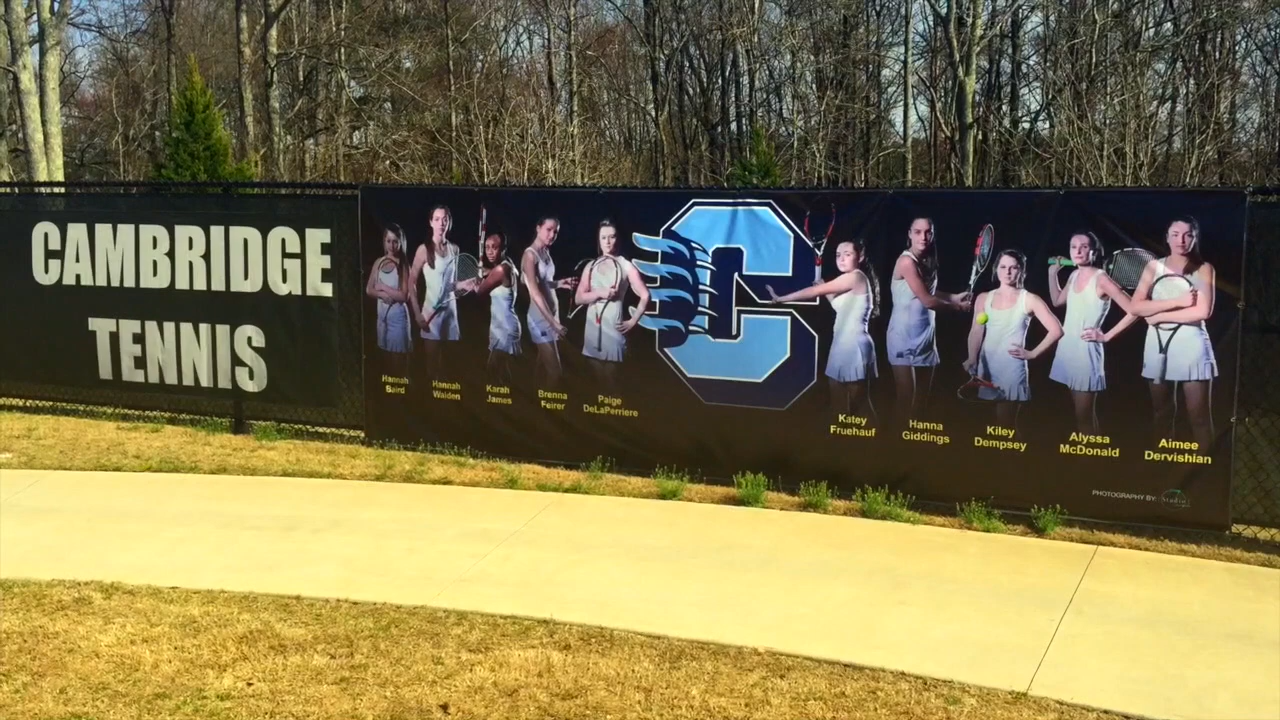 CAMBRIDGE
TENNIS
C
Hannah
Baird
Hannah
Walden
Karah
James
Brenna
Feirer
Paige
DeLaPerriere
Katey
Fruehauf
Hanna
Giddings
Kiley
Dempsey
Alyssa
McDonald
Aimee
Dervishian
PHOTOGRAPHY BY: